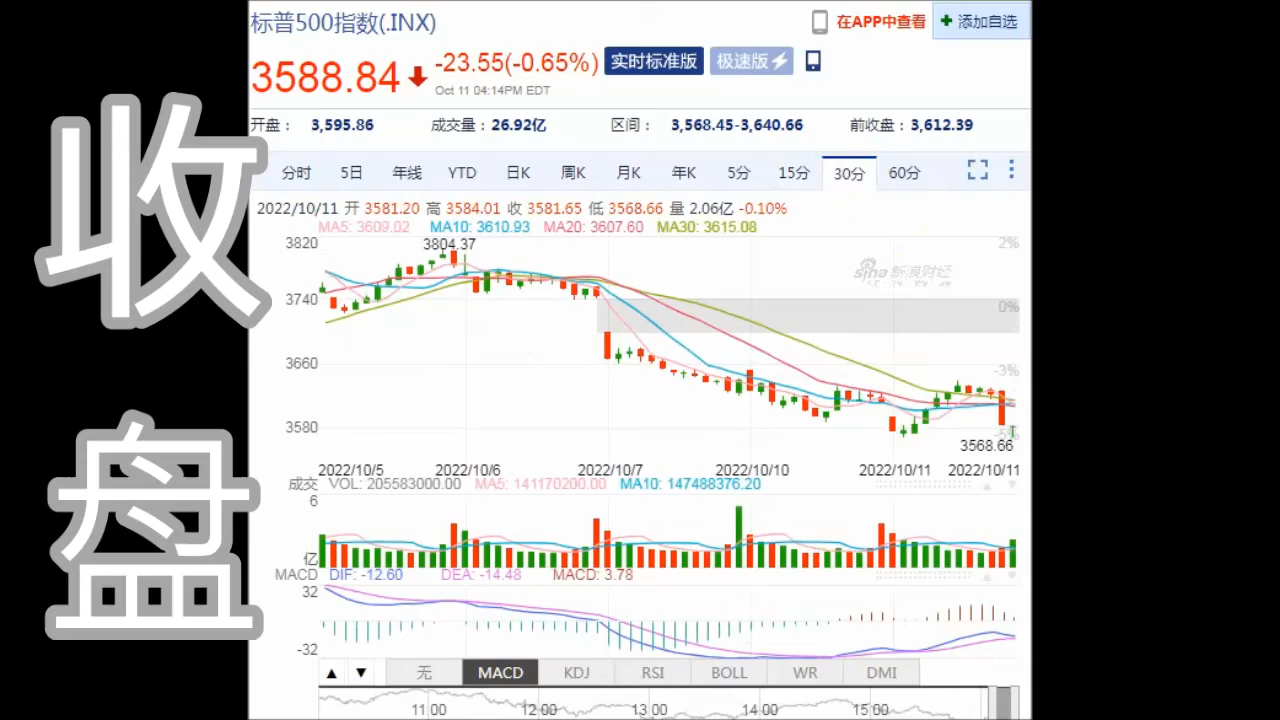 收
盘
标普500指数(.INX)
在APP中查看
添加自选
3588.84
-23.55(-0.65%)
实时标准版
极速版
Oct 11 04:14PM EDT
开盘： 3,595.86 成交量：26.92亿 区间： 3,568.45-3,640.66 前收盘：3,612.39
分时 5日 年线 YTD 日K 周K 月K 年K 5分 15分 30分 60分
2022/10/11 开 3581.20 高 3584.01 收 3581.65 低 3568.66 量 2.06亿 -0.10%
MA5: 3609.02 MA10: 3610.93 MA20: 3607.60 MA30: 3615.08
3820 3804.37 2%
sina 新浪财经
3740 0%
3660 -3%
3580
3568.66
2022/10/5 2022/10/6 2022/10/7 2022/10/10 2022/10/11 2022/10/11
成交 VOL: 205583000.00 MA5: 141170200.00 MA10: 147488376.20
6
亿
MACD DIF: -12.60 DEA: -14.48 MACD: 3.78
32
-32
▲ ▼ 无 MACD KDJ RSI BOLL WR DMI
11:00 12:00 13:00 14:00 15:00